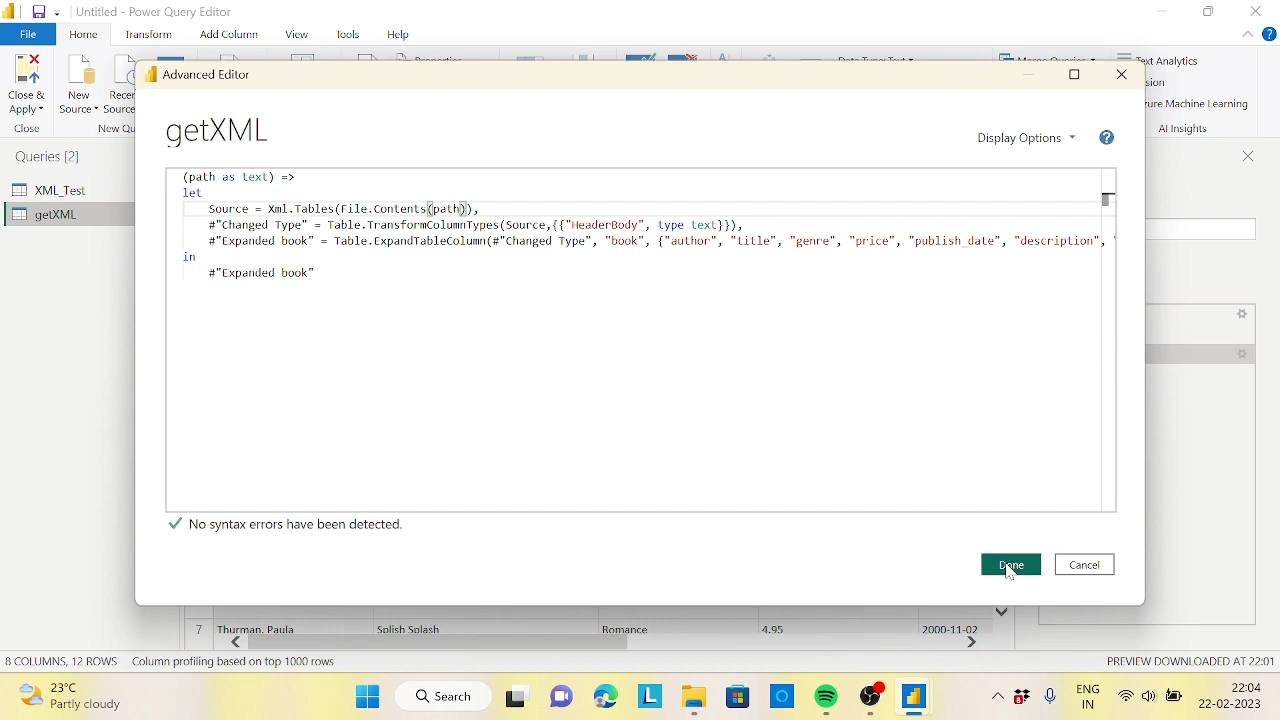 Untitled - Power Query Editor
File Home Transform Add Column View Tools Help
Close & Apply
New Source
Close
Queries [2]
XML_Test
getXML
Advanced Editor
getXML
Display Options
(path as text) =>
let
Source = Xml.Tables(File.Contents(path)),
#"Changed Type" = Table.TransformColumnTypes(Source,{{"HeaderBody", type text}}),
#"Expanded book" = Table.ExpandTableColumn(#"Changed Type", "book", {"author", "title", "genre", "price", "publish_date", "description", "
in
#"Expanded book"
No syntax errors have been detected.
Done Cancel
Text Analytics
AI Insights
7 Thurman, Paula Splish Splash Romance 4.95 2000-11-02
8 COLUMNS, 12 ROWS Column profiling based on top 1000 rows PREVIEW DOWNLOADED AT 22:01
23°C
Partly cloudy
Search
ENG
IN
22:04
22-02-2023